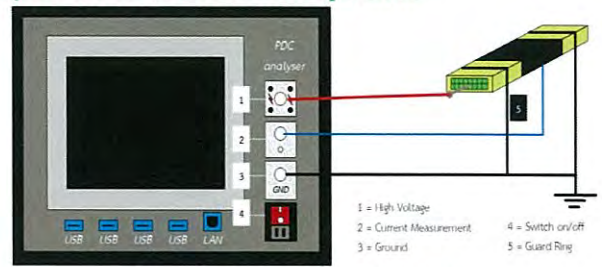 PDC
analyser
1
2
O
3
GND
4
5
USB USB USB USB LAN
1 = High Voltage
2 = Current Measurement
3 = Ground
4 = Switch on/off
5 = Guard Ring